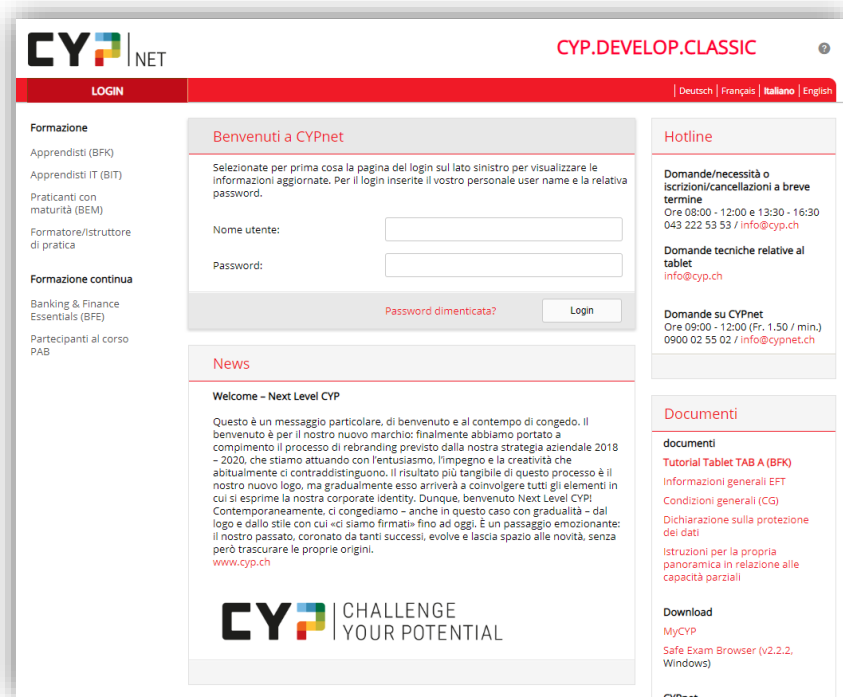 CYP NET
CYP.DEVELOP.CLASSIC
?
LOGIN
Deutsch | Français | Italiano | English
Formazione
Apprendisti (BFK)
Apprendisti IT (BIT)
Praticanti con
maturità (BEM)
Formatore/Istruttore
di pratica
Formazione continua
Banking & Finance
Essentials (BFE)
Partecipanti al corso
PAB
Benvenuti a CYPnet
Selezionate per prima cosa la pagina del login sul lato sinistro per visualizzare le
informazioni aggiornate. Per il login inserite il vostro personale user name e la relativa
password.
Nome utente:
Password:
Password dimenticata?
Login
News
Welcome – Next Level CYP
Questo è un messaggio particolare, di benvenuto e al contempo di congedo. Il
benvenuto è per il nostro nuovo marchio: finalmente abbiamo portato a
compimento il processo di rebranding previsto dalla nostra strategia aziendale 2018
– 2020, che stiamo attuando con l'entusiasmo, l'impegno e la creatività che
abitualmente ci contraddistinguono. Il risultato più tangibile di questo processo è il
nostro nuovo logo, ma gradualmente esso arriverà a coinvolgere tutti gli elementi in
cui si esprime la nostra corporate identity. Dunque, benvenuto Next Level CYP!
Contemporaneamente, ci congediamo – anche in questo caso con gradualità – dal
logo e dallo stile con cui «ci siamo firmati» fino ad oggi. È un passaggio emozionante:
il nostro passato, coronato da tanti successi, evolve e lascia spazio alle novità, senza
però trascurare le proprie origini.
www.cyp.ch
CYP
CHALLENGE
YOUR POTENTIAL
Hotline
Domande/necessità o
iscrizioni/cancellazioni a breve
termine
Ore 08:00 - 12:00 e 13:30 - 16:30
043 222 53 53 / info@cyp.ch
Domande tecniche relative al
tablet
info@cyp.ch
Domande su CYPnet
Ore 09:00 - 12:00 (Fr. 1.50 / min.)
0900 02 55 02 / info@cypnet.ch
Documenti
documenti
Tutorial Tablet TAB A (BFK)
Informazioni generali EFT
Condizioni generali (CG)
Dichiarazione sulla protezione
dei dati
Istruzioni per la propria
panoramica in relazione alle
capacità parziali
Download
MyCYP
Safe Exam Browser (v2.2.2,
Windows)
CYPnet